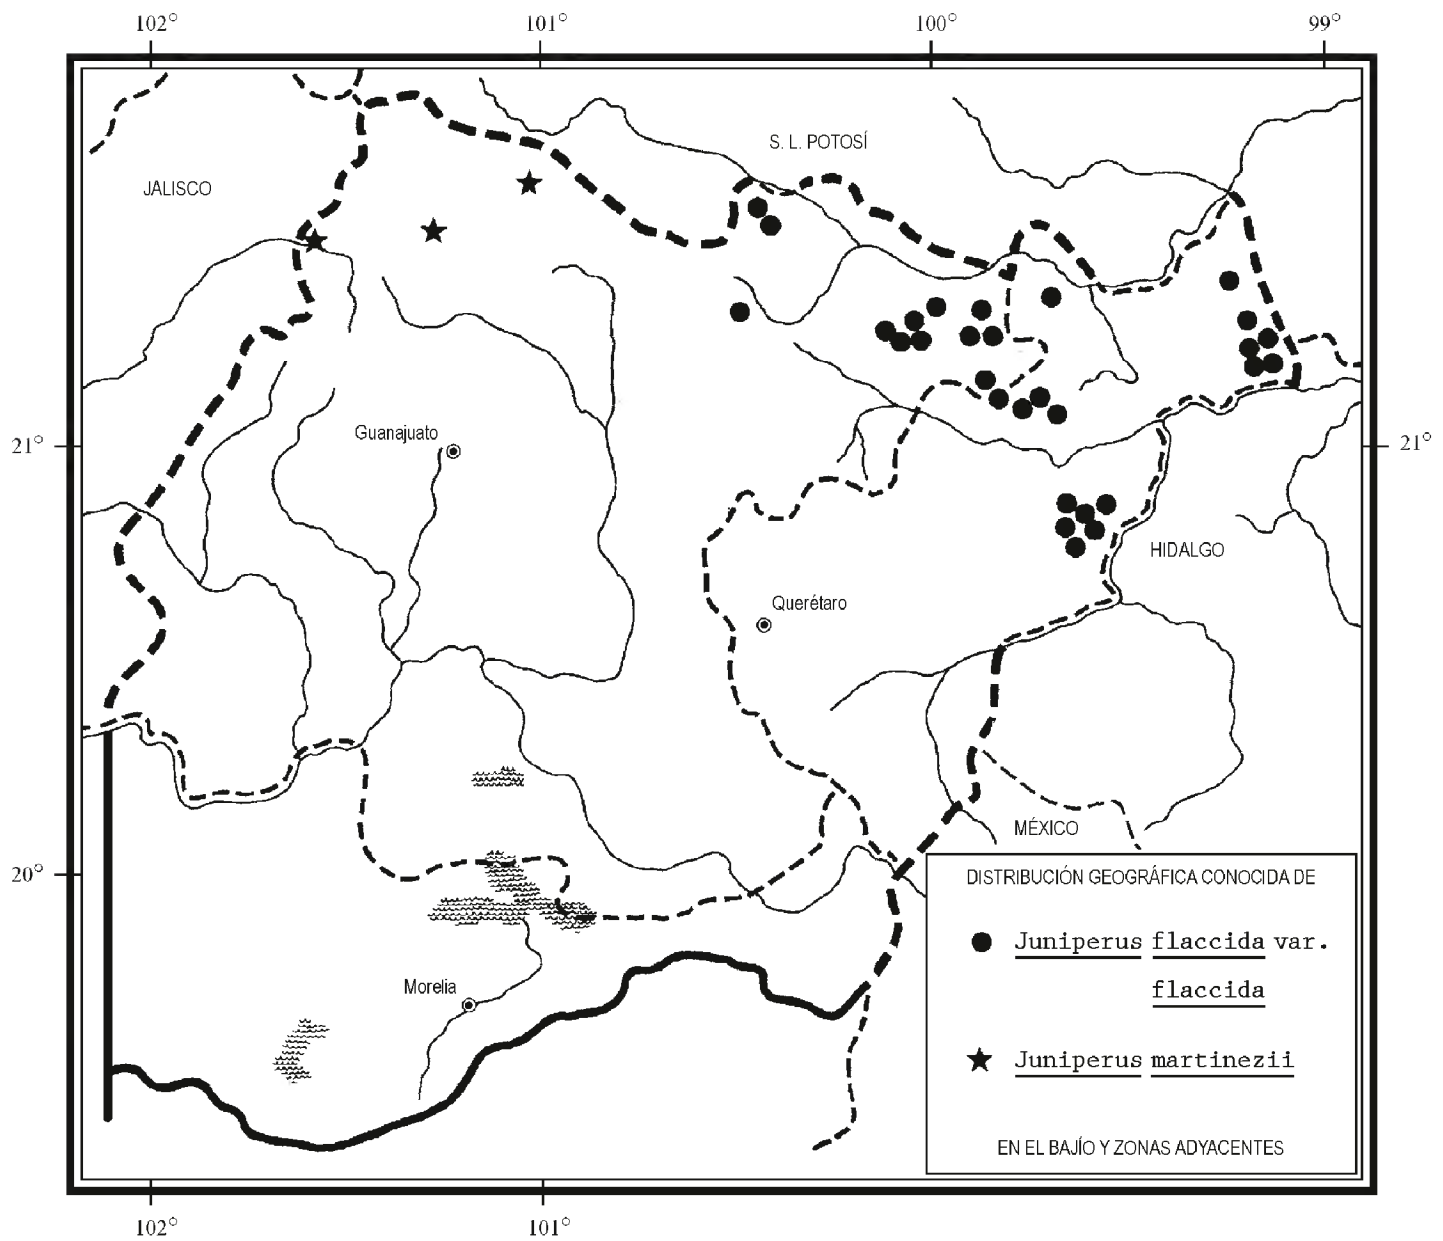 102° 101° 100° 99°
S. L. POTOSÍ
JALISCO
Guanajuato
21° 21°
HIDALGO
Querétaro
MÉXICO
20°
DISTRIBUCIÓN GEOGRÁFICA CONOCIDA DE
Juniperus flaccida var.
flaccida
Morelia
Juniperus martinezii
EN EL BAJÍO Y ZONAS ADYACENTES
102° 101°